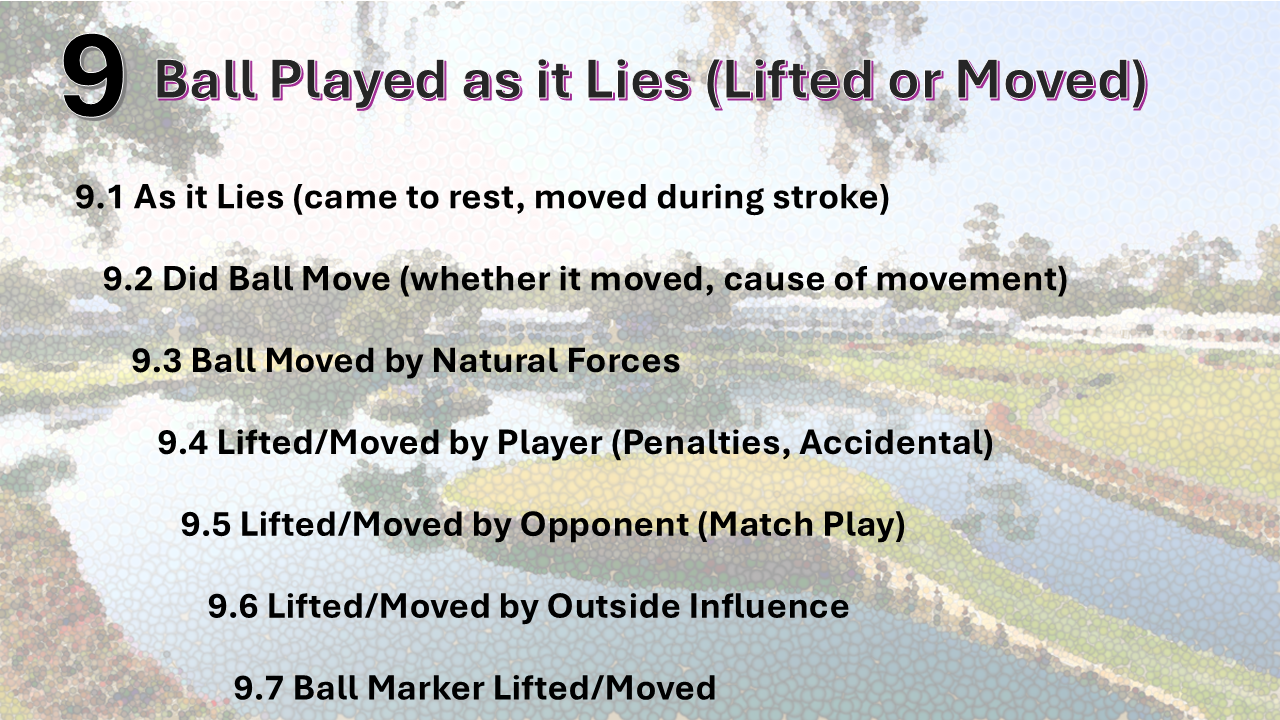 9 Ball Played as it Lies (Lifted or Moved)
9.1 As it Lies (came to rest, moved during stroke)
9.2 Did Ball Move (whether it moved, cause of movement)
9.3 Ball Moved by Natural Forces
9.4 Lifted/Moved by Player (Penalties, Accidental)
9.5 Lifted/Moved by Opponent (Match Play)
9.6 Lifted/Moved by Outside Influence
9.7 Ball Marker Lifted/Moved